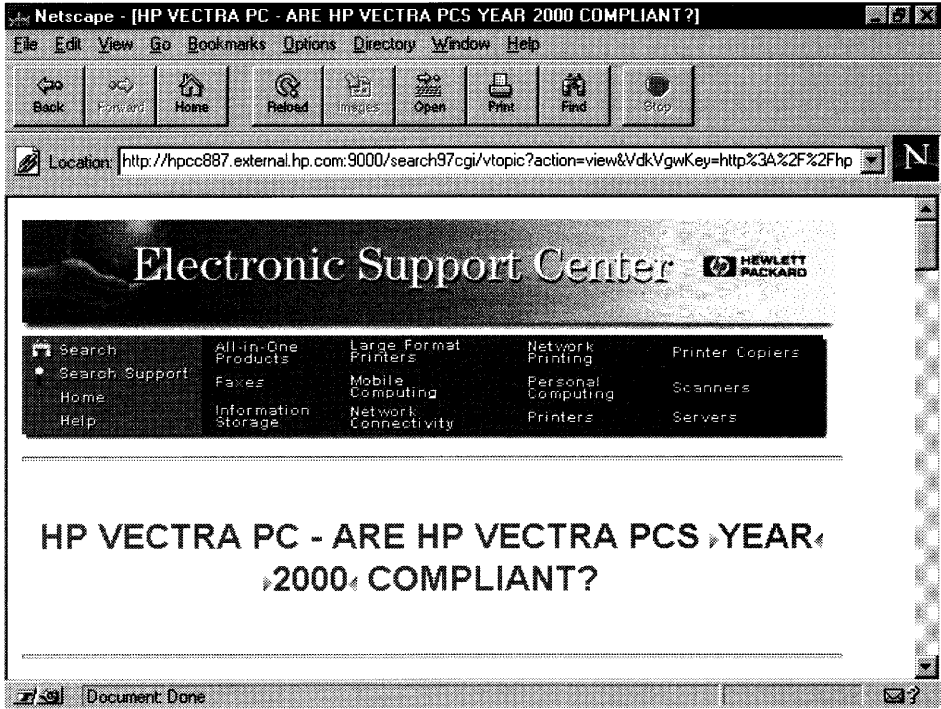 Netscape - [HP VECTRA PC - ARE HP VECTRA PCS YEAR 2000 COMPLIANT?]
File Edit View Go Bookmarks Options Directory Window Help
Back Forward Home Reload Images Open Print Find Stop
Location: http://hpcc887.external.hp.com:9000/search97cgi/vtopic?action=view&VdkVgwKey=http%3A%2F%2Fhp
N
Electronic Support Center hp HEWLETT
PACKARD
Search
Search Support
Home
Help
All-in-One
Products
Faxes
Information
Storage
Large Format
Printers
Mobile
Computing
Network
Connectivity
Network
Printing
Personal
Computing
Printers
Printer Copiers
Scanners
Servers
HP VECTRA PC - ARE HP VECTRA PCS YEAR
2000 COMPLIANT?
Document: Done
?